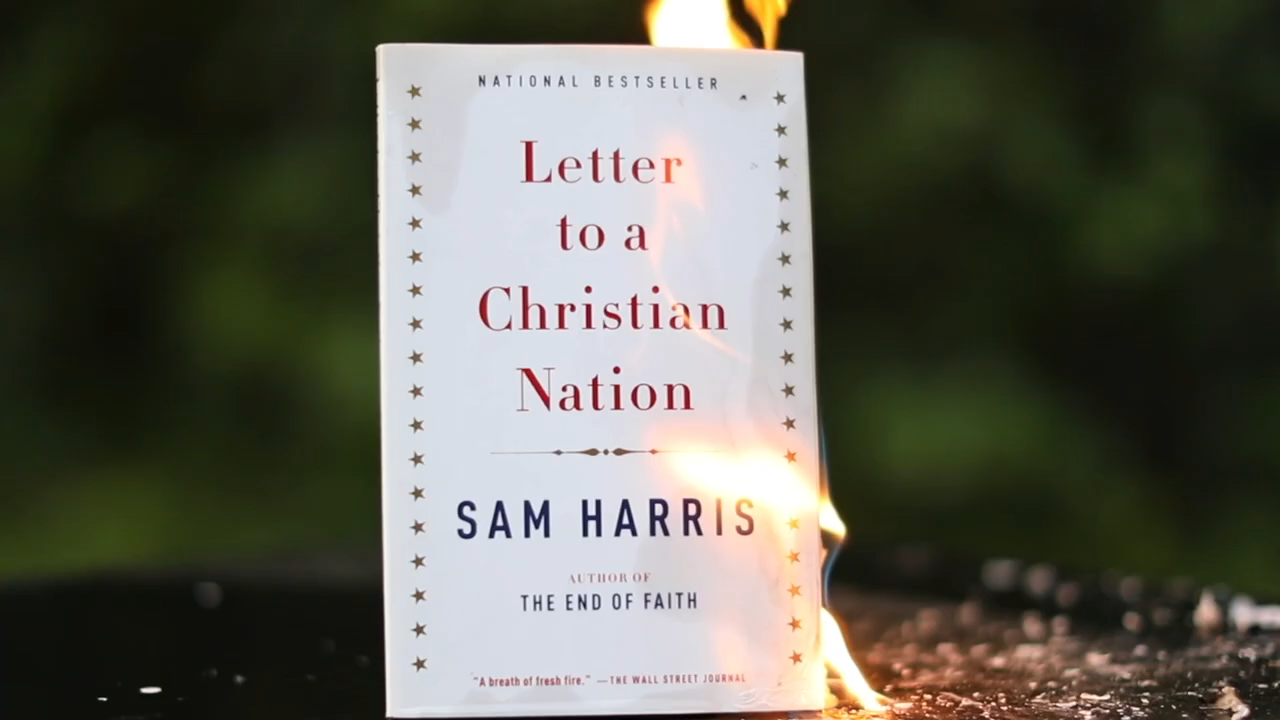 NATIONAL BESTSELLER
Letter
to a
Christian
Nation
SAM HARRIS
AUTHOR OF
THE END OF FAITH
"A breath of fresh fire." —THE WALL STREET JOURNAL